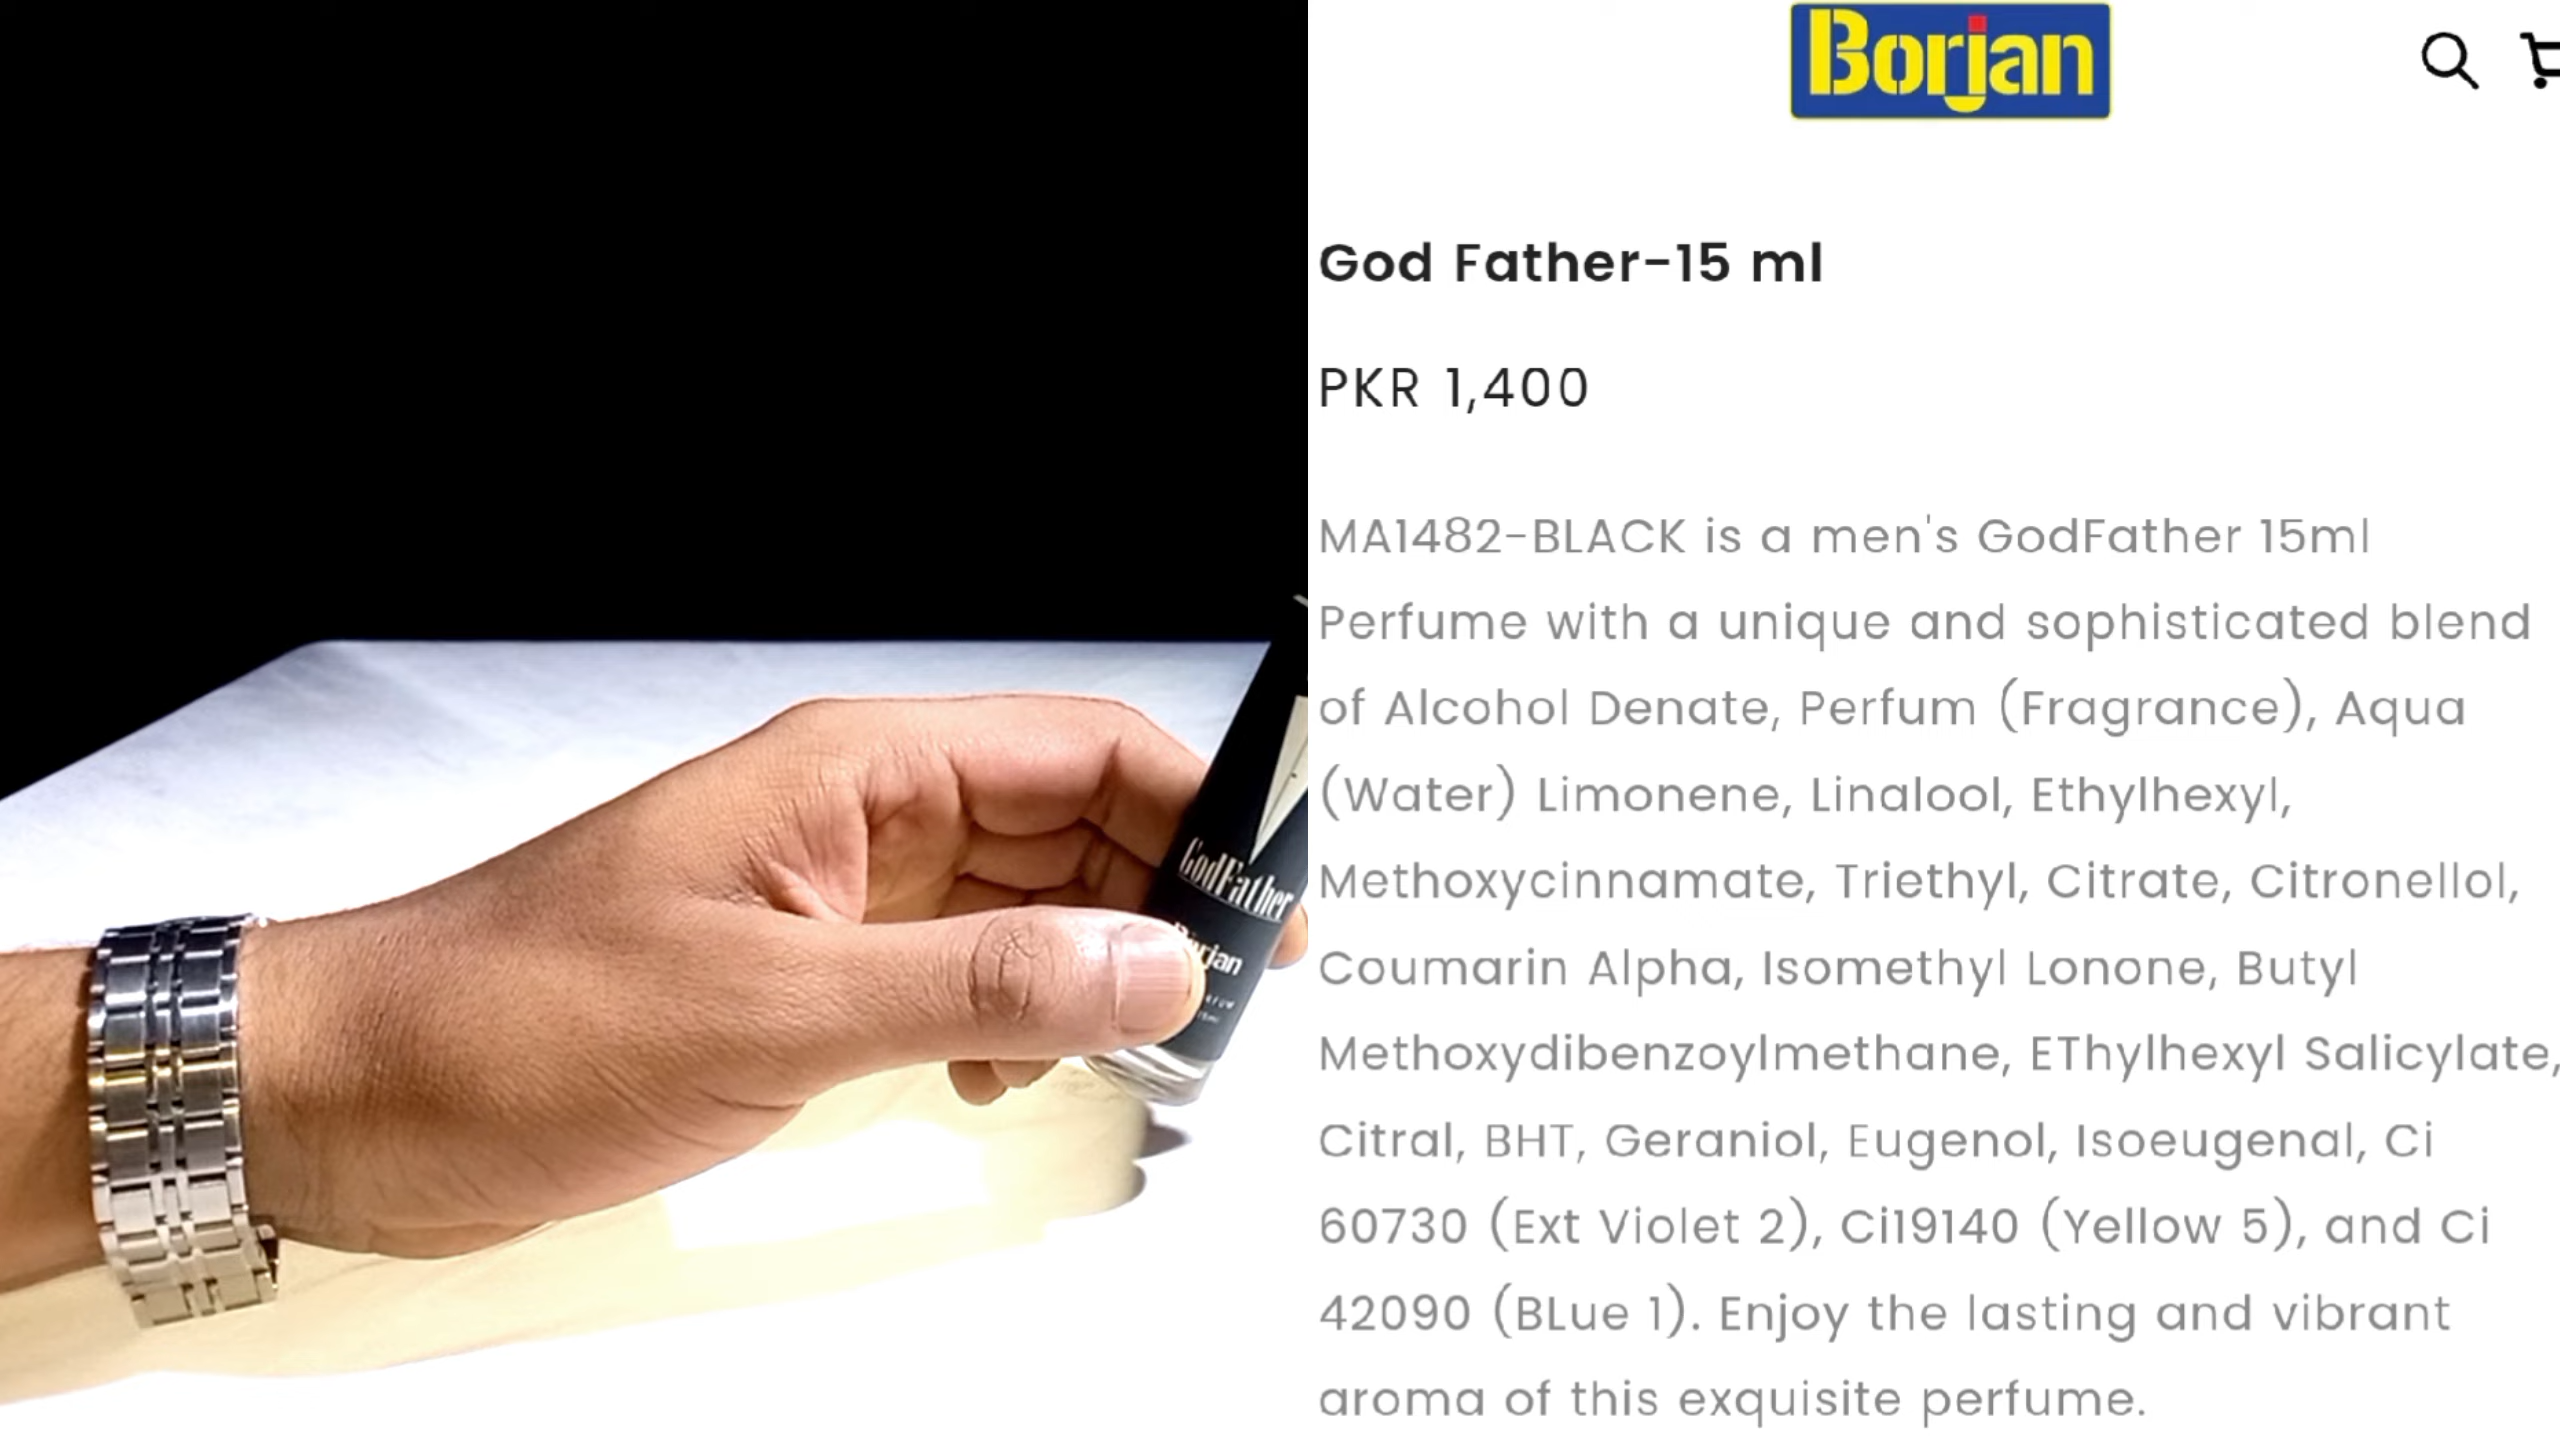 GodFather
Borjan
Borjan
God Father-15 ml
PKR 1,400
MA1482-BLACK is a men's GodFather 15ml
Perfume with a unique and sophisticated blend
of Alcohol Denate, Perfum (Fragrance), Aqua
(Water) Limonene, Linalool, Ethylhexyl,
Methoxycinnamate, Triethyl, Citrate, Citronellol,
Coumarin Alpha, Isomethyl Lonone, Butyl
Methoxydibenzoylmethane, EThylhexyl Salicylate,
Citral, BHT, Geraniol, Eugenol, Isoeugenal, Ci
60730 (Ext Violet 2), Ci19140 (Yellow 5), and Ci
42090 (BLue 1). Enjoy the lasting and vibrant
aroma of this exquisite perfume.